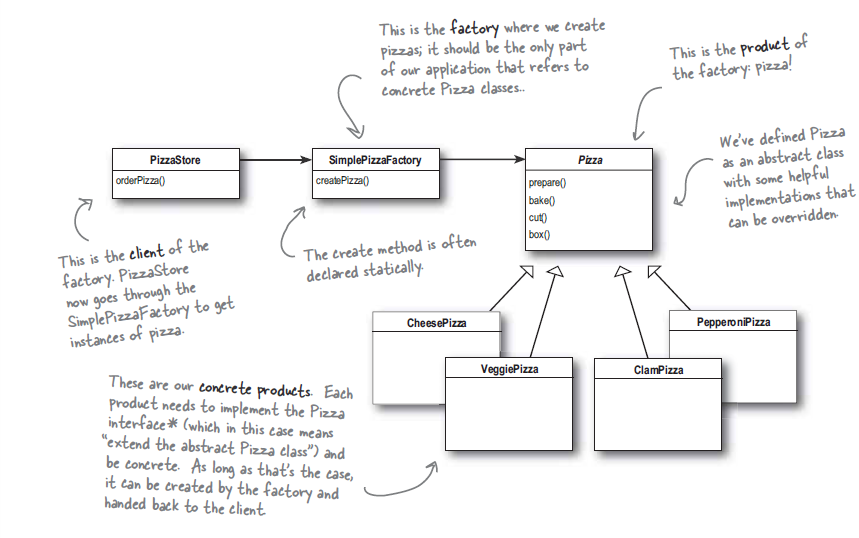 This is the factory where we create
pizzas; it should be the only part
of our application that refers to
concrete Pizza classes..
This is the product of
the factory: pizza!
We've defined Pizza
as an abstract class
with some helpful
implementations that
can be overridden.
PizzaStore
orderPizza()
SimplePizzaFactory
createPizza()
Pizza
prepare()
bake()
cut()
box()
This is the client of the
factory. PizzaStore
now goes through the
SimplePizzaFactory to get
instances of pizza.
The create method is often
declared statically.
CheesePizza
VeggiePizza
ClamPizza
PepperoniPizza
These are our concrete products. Each
product needs to implement the Pizza
interface* (which in this case means
"extend the abstract Pizza class") and
be concrete. As long as that's the case,
it can be created by the factory and
handed back to the client.